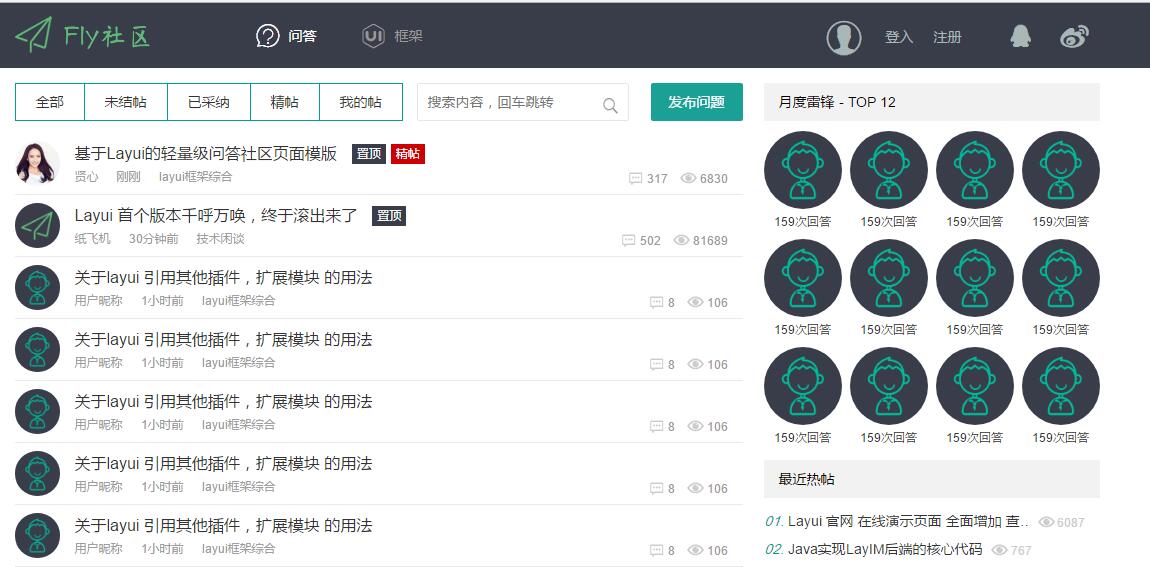 Fly社区 问答 UI 框架 登入 注册
全部 未结帖 已采纳 精帖 我的帖 搜索内容，回车跳转 发布问题
基于Layui的轻量级问答社区页面模版 置顶 精帖
贤心 刚刚 layui框架综合 317 6830
Layui 首个版本千呼万唤，终于滚出来了 置顶
纸飞机 30分钟前 技术闲谈 502 81689
关于layui 引用其他插件，扩展模块 的用法
用户昵称 1小时前 layui框架综合 8 106
关于layui 引用其他插件，扩展模块 的用法
用户昵称 1小时前 layui框架综合 8 106
关于layui 引用其他插件，扩展模块 的用法
用户昵称 1小时前 layui框架综合 8 106
关于layui 引用其他插件，扩展模块 的用法
用户昵称 1小时前 layui框架综合 8 106
关于layui 引用其他插件，扩展模块 的用法
用户昵称 1小时前 layui框架综合 8 106
月度雷锋 - TOP 12
159次回答 159次回答 159次回答 159次回答
159次回答 159次回答 159次回答 159次回答
159次回答 159次回答 159次回答 159次回答
最近热帖
01. Layui 官网 在线演示页面 全面增加 查.. 6087
02. Java实现LayIM后端的核心代码 767